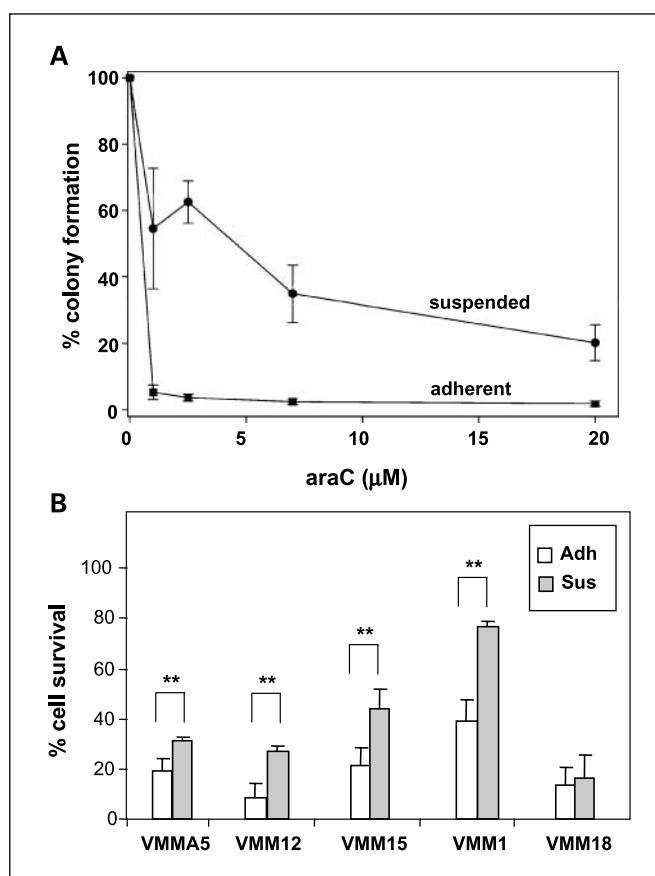 A
100
80
60
40
20
0
% colony formation
suspended
adherent
0 5 10 15 20
araC (μM)
B
Adh
Sus
100
80
60
40
20
0
% cell survival
**
**
**
**
VMMA5 VMM12 VMM15 VMM1 VMM18